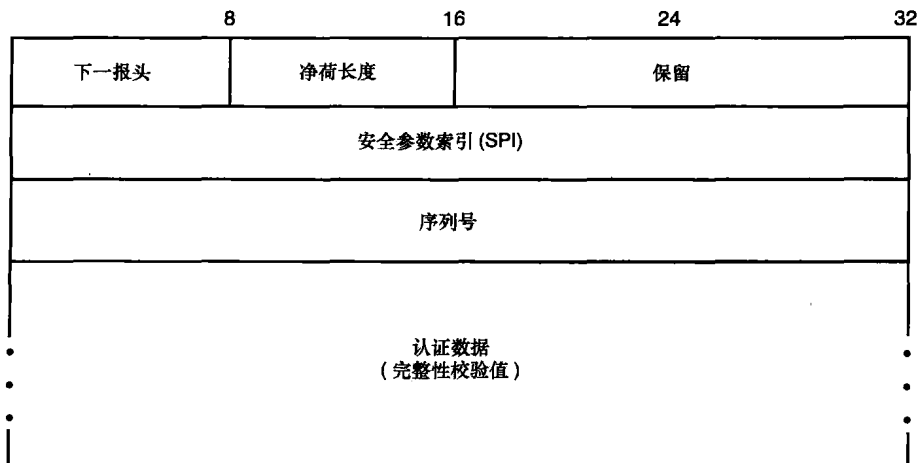 8 16 24 32
下一报头 净荷长度 保留
安全参数索引(SPI)
序列号
认证数据
(完整性校验值)